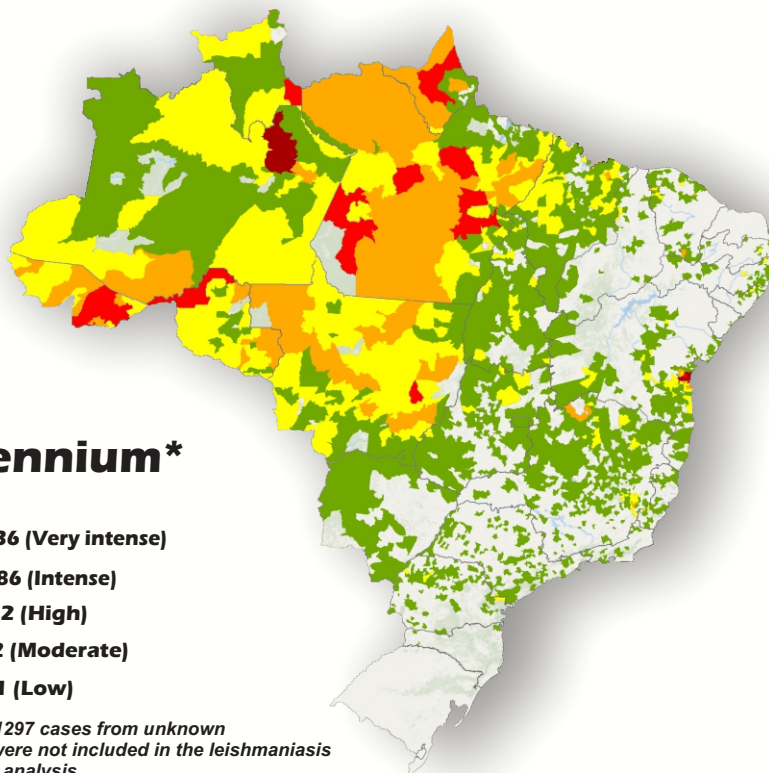 ennium*
36 (Very intense)
86 (Intense)
2 (High)
2 (Moderate)
1 (Low)
1297 cases from unknown
were not included in the leishmaniasis
analysis